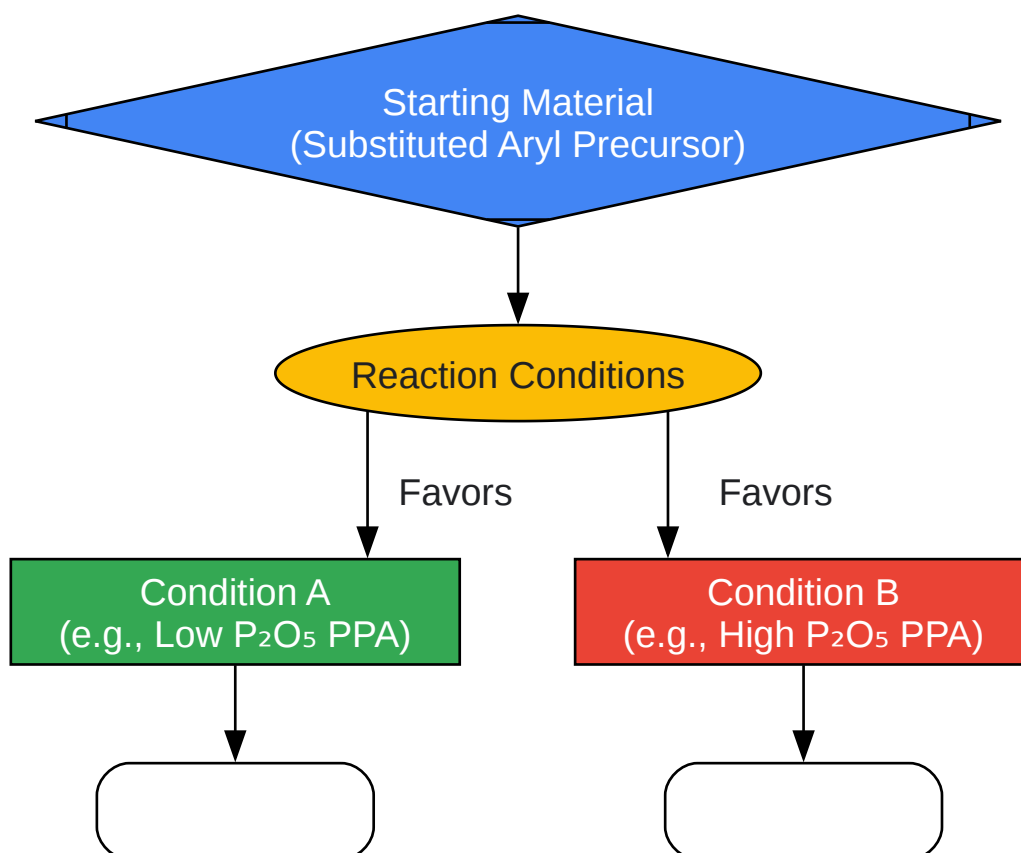 Starting Material
(Substituted Aryl Precursor)
Reaction Conditions
Favors
Favors
Condition A
(e.g., Low P₂O₅ PPA)
Condition B
(e.g., High P₂O₅ PPA)